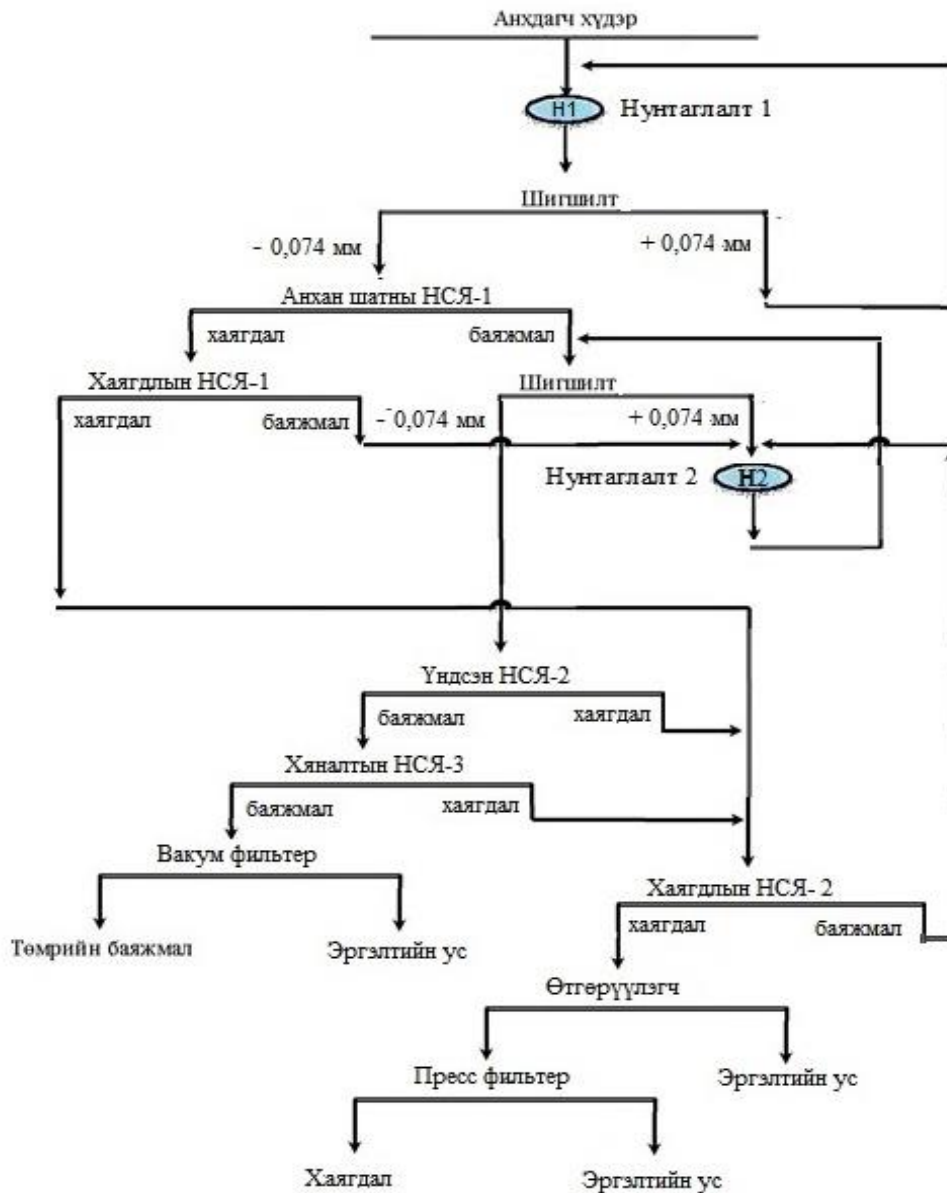 Анхдагч хүдэр
Н1 Нунтаглалт 1
Шигшилт
- 0,074 мм + 0,074 мм
Анхан шатны НСЯ-1
хаягдал баяжмал
Хаягдлын НСЯ-1 Шигшилт
хаягдал баяжмал - 0,074 мм + 0,074 мм
Нунтаглалт 2 Н2
Үндсэн НСЯ-2
баяжмал хаягдал
Хяналтын НСЯ-3
баяжмал хаягдал
Вакум фильтер Хаягдлын НСЯ- 2
хаягдал баяжмал
Төмрийн баяжмал Эргэлтийн ус
Өтгөрүүлэгч
Пресс фильтер Эргэлтийн ус
Хаягдал Эргэлтийн ус